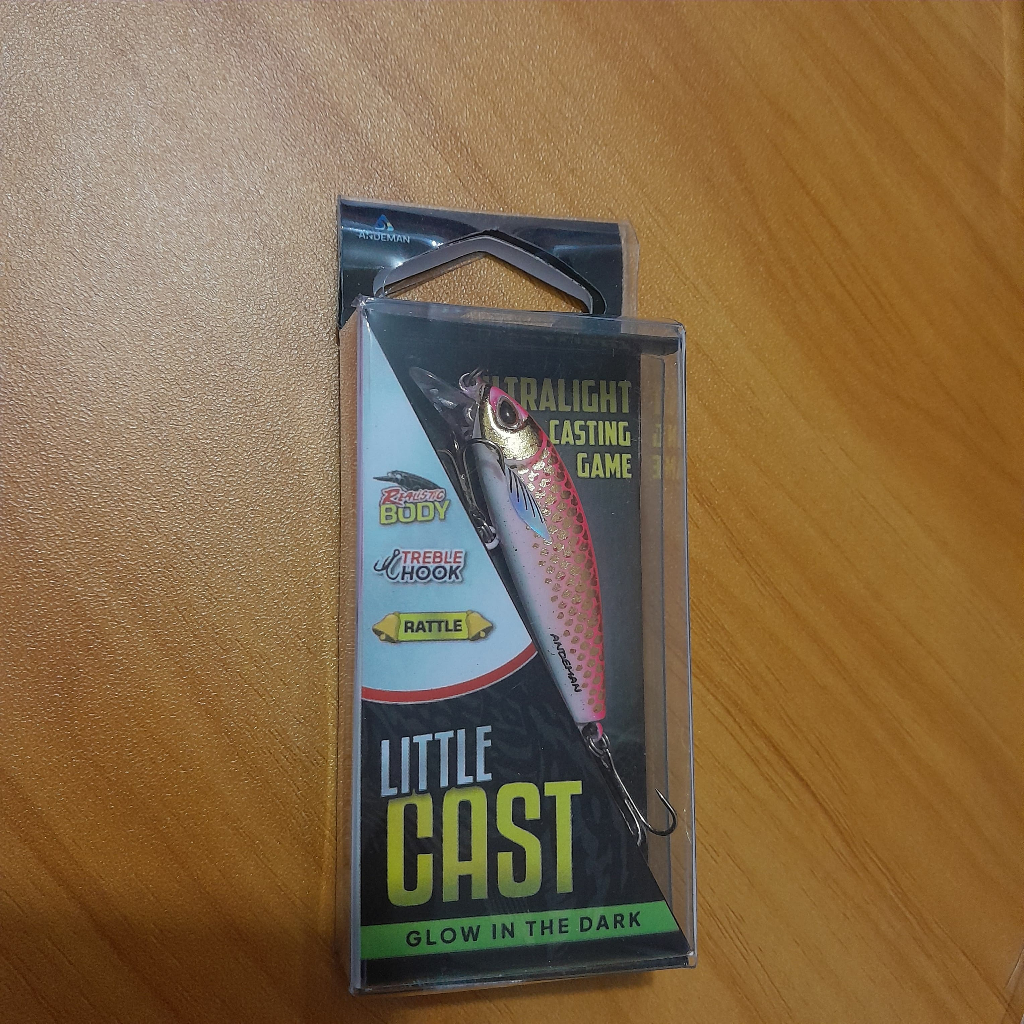 ANDEMAN
ULTRALIGHT
CASTING
GAME
REALISTIC
BODY
TREBLE
HOOK
RATTLE
ANDEMAN
LITTLE
CAST
GLOW IN THE DARK